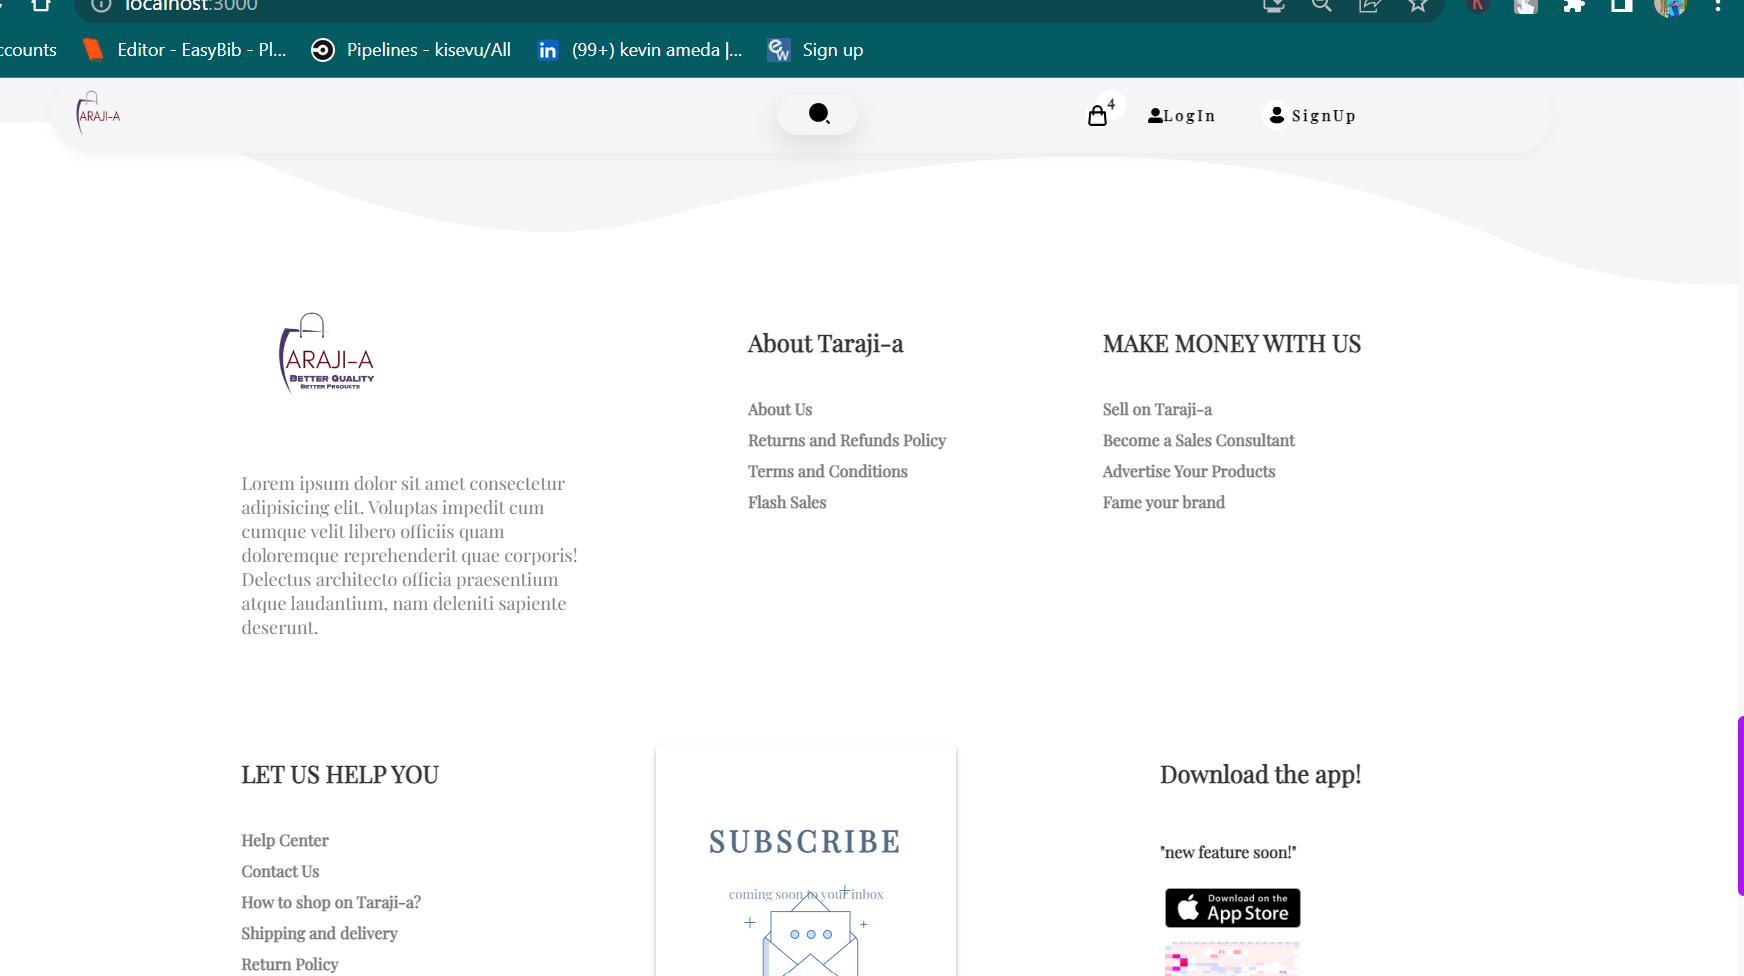 localhost:3000
ccounts
Editor - EasyBib - Pl...
Pipelines - kisevu/All
in
(99+) kevin ameda |...
Sign up
ARAJI-A
4
LogIn
SignUp
ARAJI-A
BETTER QUALITY
BETTER PRODUCTS
About Taraji-a
MAKE MONEY WITH US
About Us
Returns and Refunds Policy
Terms and Conditions
Flash Sales
Sell on Taraji-a
Become a Sales Consultant
Advertise Your Products
Fame your brand
Lorem ipsum dolor sit amet consectetur
adipisicing elit. Voluptas impedit cum
cumque velit libero officiis quam
doloremque reprehenderit quae corporis!
Delectus architecto officia praesentium
atque laudantium, nam deleniti sapiente
deserunt.
LET US HELP YOU
Help Center
Contact Us
How to shop on Taraji-a?
Shipping and delivery
Return Policy
SUBSCRIBE
coming soon to your inbox
Download the app!
"new feature soon!"
Download on the
App Store